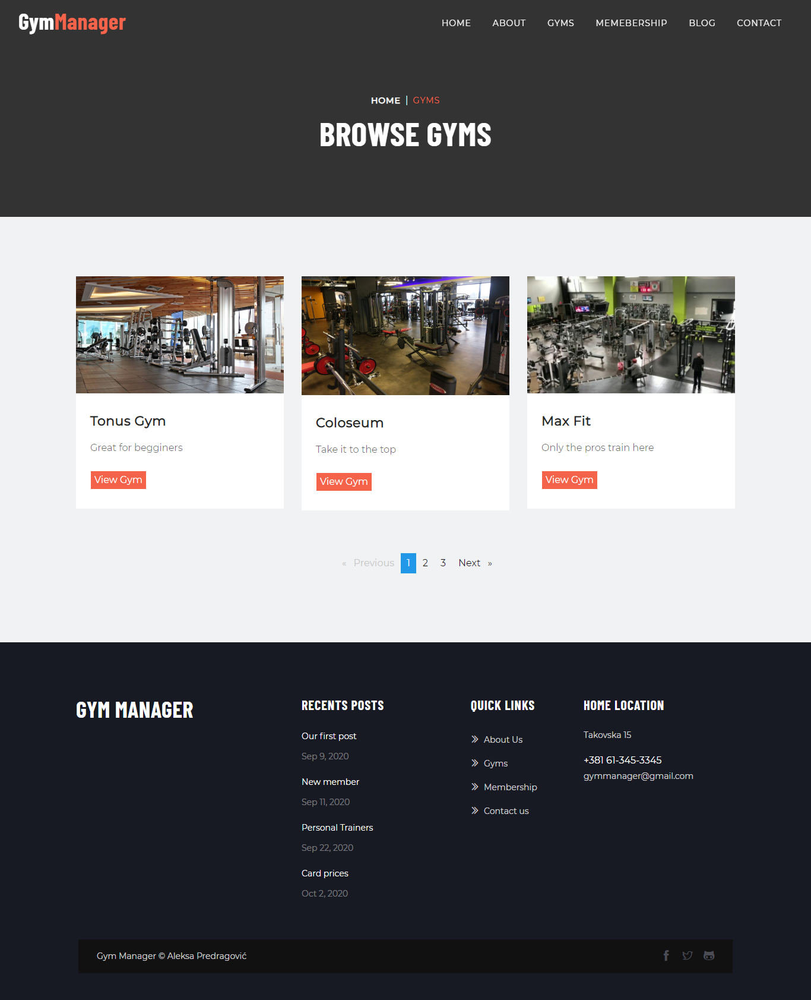 GymManager
HOME ABOUT GYMS MEMEBERSHIP BLOG CONTACT
HOME | GYMS
BROWSE GYMS
TRAINING
GROUNDS
Tonus Gym
Great for begginers
View Gym
Coloseum
Take it to the top
View Gym
Max Fit
Only the pros train here
View Gym
« Previous 1 2 3 Next »
GYM MANAGER
RECENTS POSTS
Our first post
Sep 9, 2020
New member
Sep 11, 2020
Personal Trainers
Sep 22, 2020
Card prices
Oct 2, 2020
QUICK LINKS
About Us
Gyms
Membership
Contact us
HOME LOCATION
Takovska 15
+381 61-345-3345
gymmanager@gmail.com
Gym Manager © Aleksa Predragović